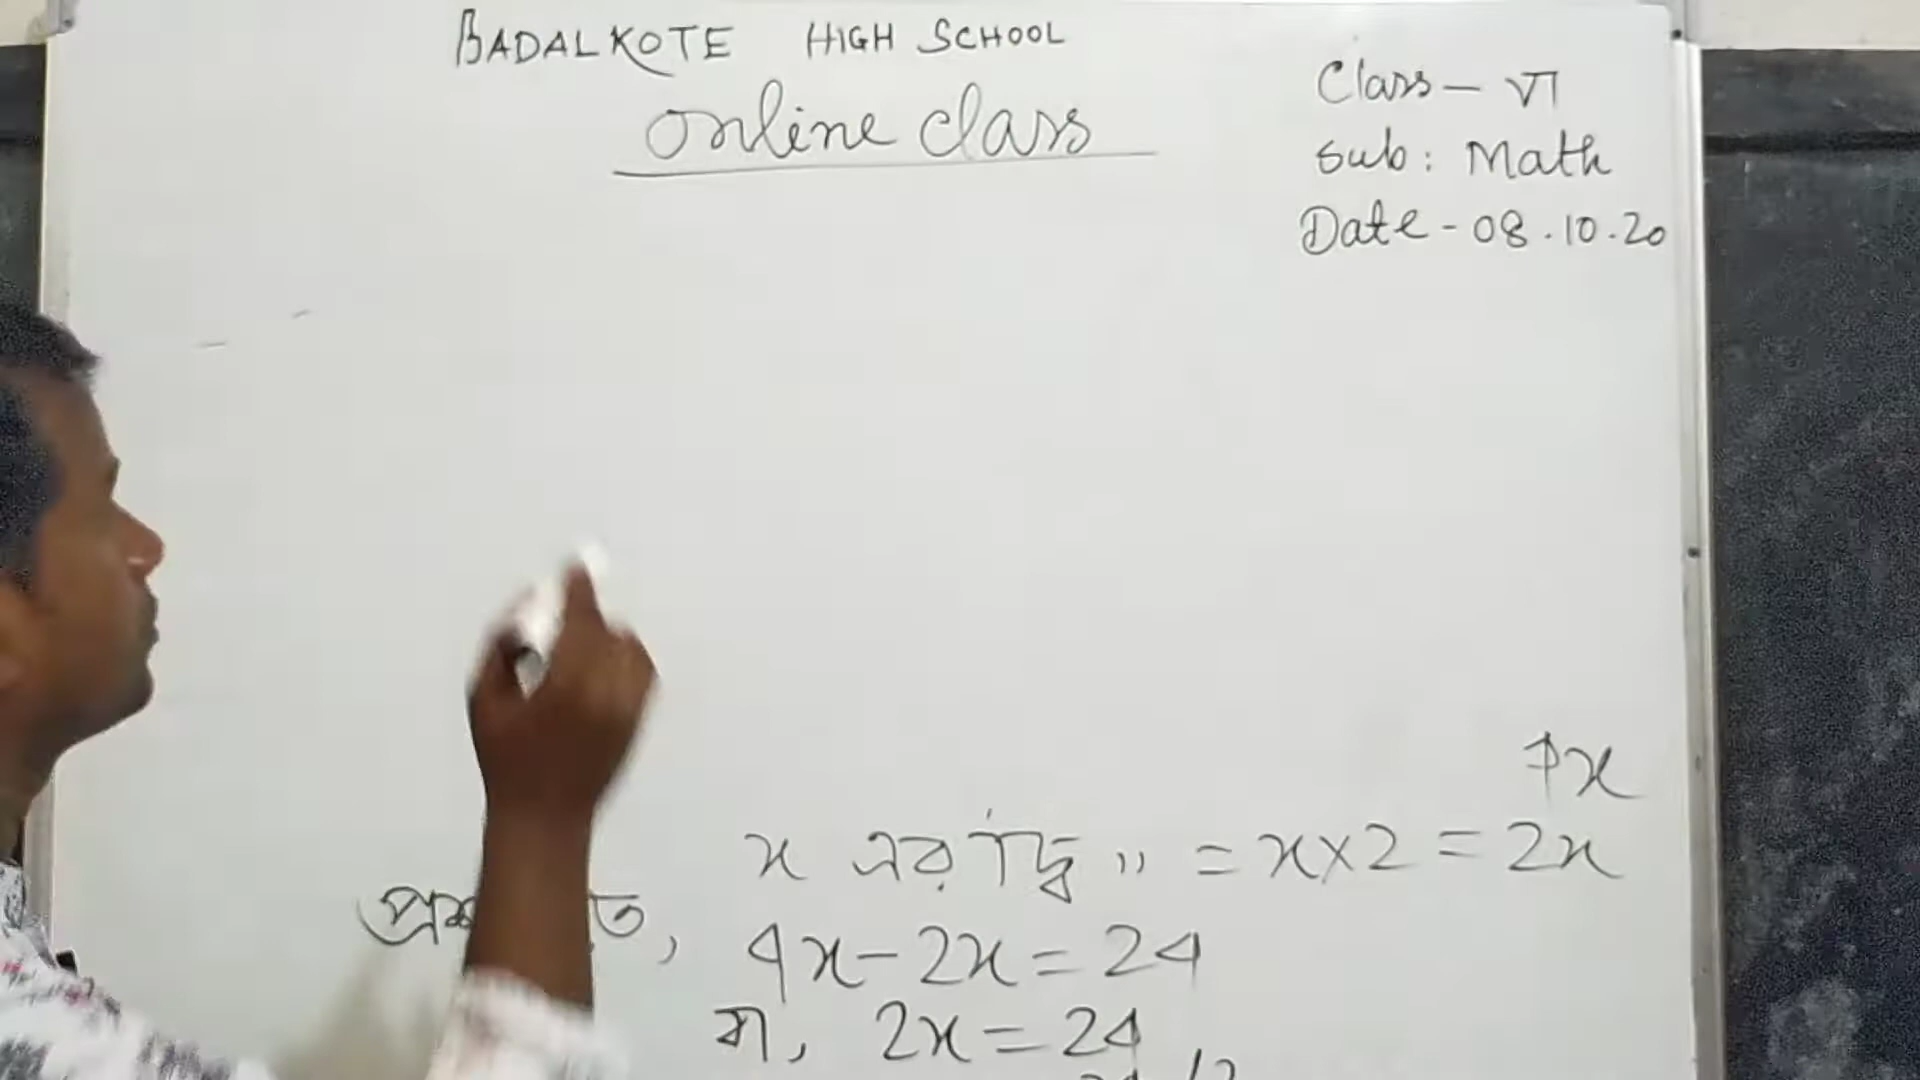 BADALKOTE HIGH SCHOOL
online class
Class - VI
Sub: Math
Date - 08.10.20
4x
x এর দ্বি " = x×2 = 2x
4x - 2x = 24
বা, 2x = 24